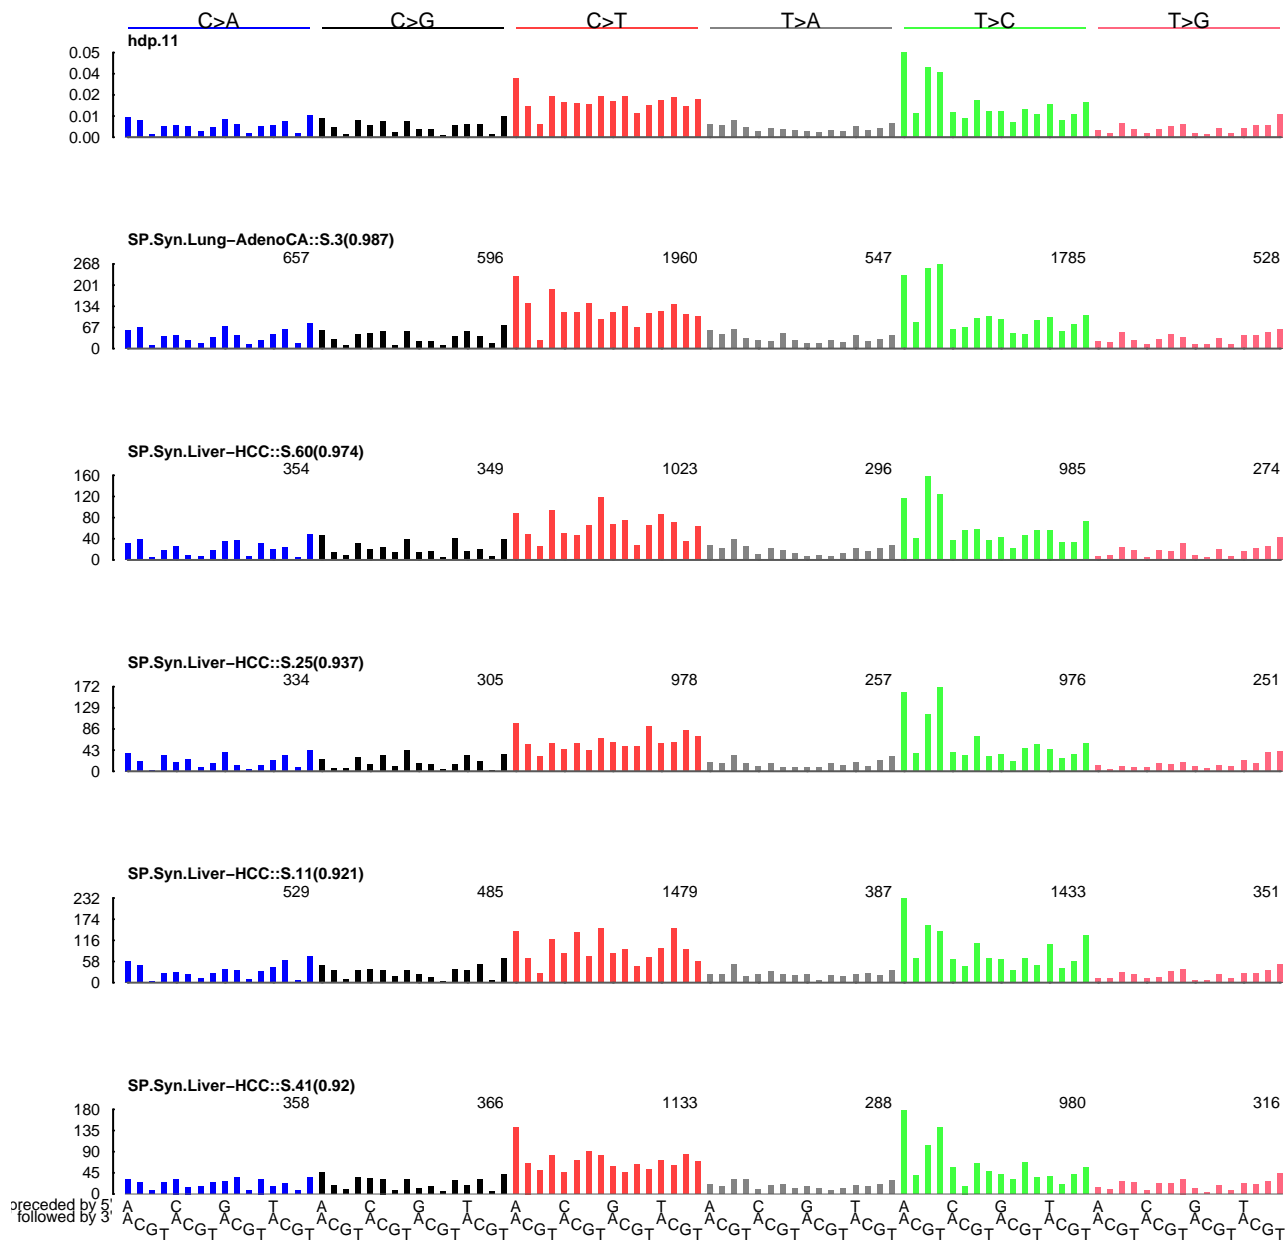 C>A C>G C>T T>A T>C T>G
hdp.11
0.05
0.04
0.02
0.01
0.00
SP.Syn.Lung−AdenoCA::S.3(0.987)
657 596 1960 547 1785 528
268
201
134
67
0
SP.Syn.Liver−HCC::S.60(0.974)
354 349 1023 296 985 274
160
120
80
40
0
SP.Syn.Liver−HCC::S.25(0.937)
334 305 978 257 976 251
172
129
86
43
0
SP.Syn.Liver−HCC::S.11(0.921)
529 485 1479 387 1433 351
232
174
116
58
0
SP.Syn.Liver−HCC::S.41(0.92)
358 366 1133 288 980 316
180
135
90
45
0
preceded by 5' A C G T A C G T A C G T A C G T A C G T A C G T
followed by 3' A C G T A C G T A C G T A C G T A C G T A C G T A C G T A C G T A C G T A C G T A C G T A C G T A C G T A C G T A C G T A C G T A C G T A C G T A C G T A C G T A C G T A C G T A C G T A C G T